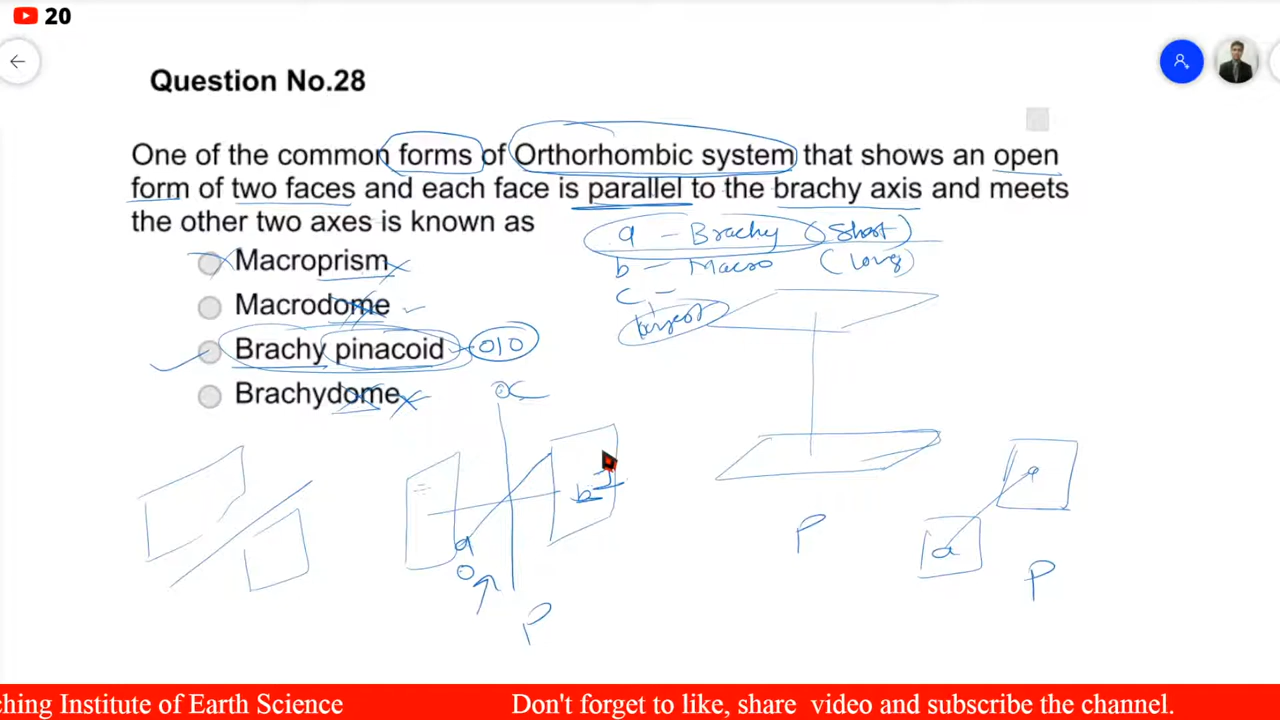 20
Question No.28
One of the common forms of Orthorhombic system that shows an open
form of two faces and each face is parallel to the brachy axis and meets
the other two axes is known as
a - Brachy (Short)
Macroprism
b - Macro (Long)
c -
largest
Macrodome
Brachy pinacoid - 010
Brachydome
c
b
a
a
a
o
P
P
P
ching Institute of Earth Science
Don't forget to like, share video and subscribe the channel.